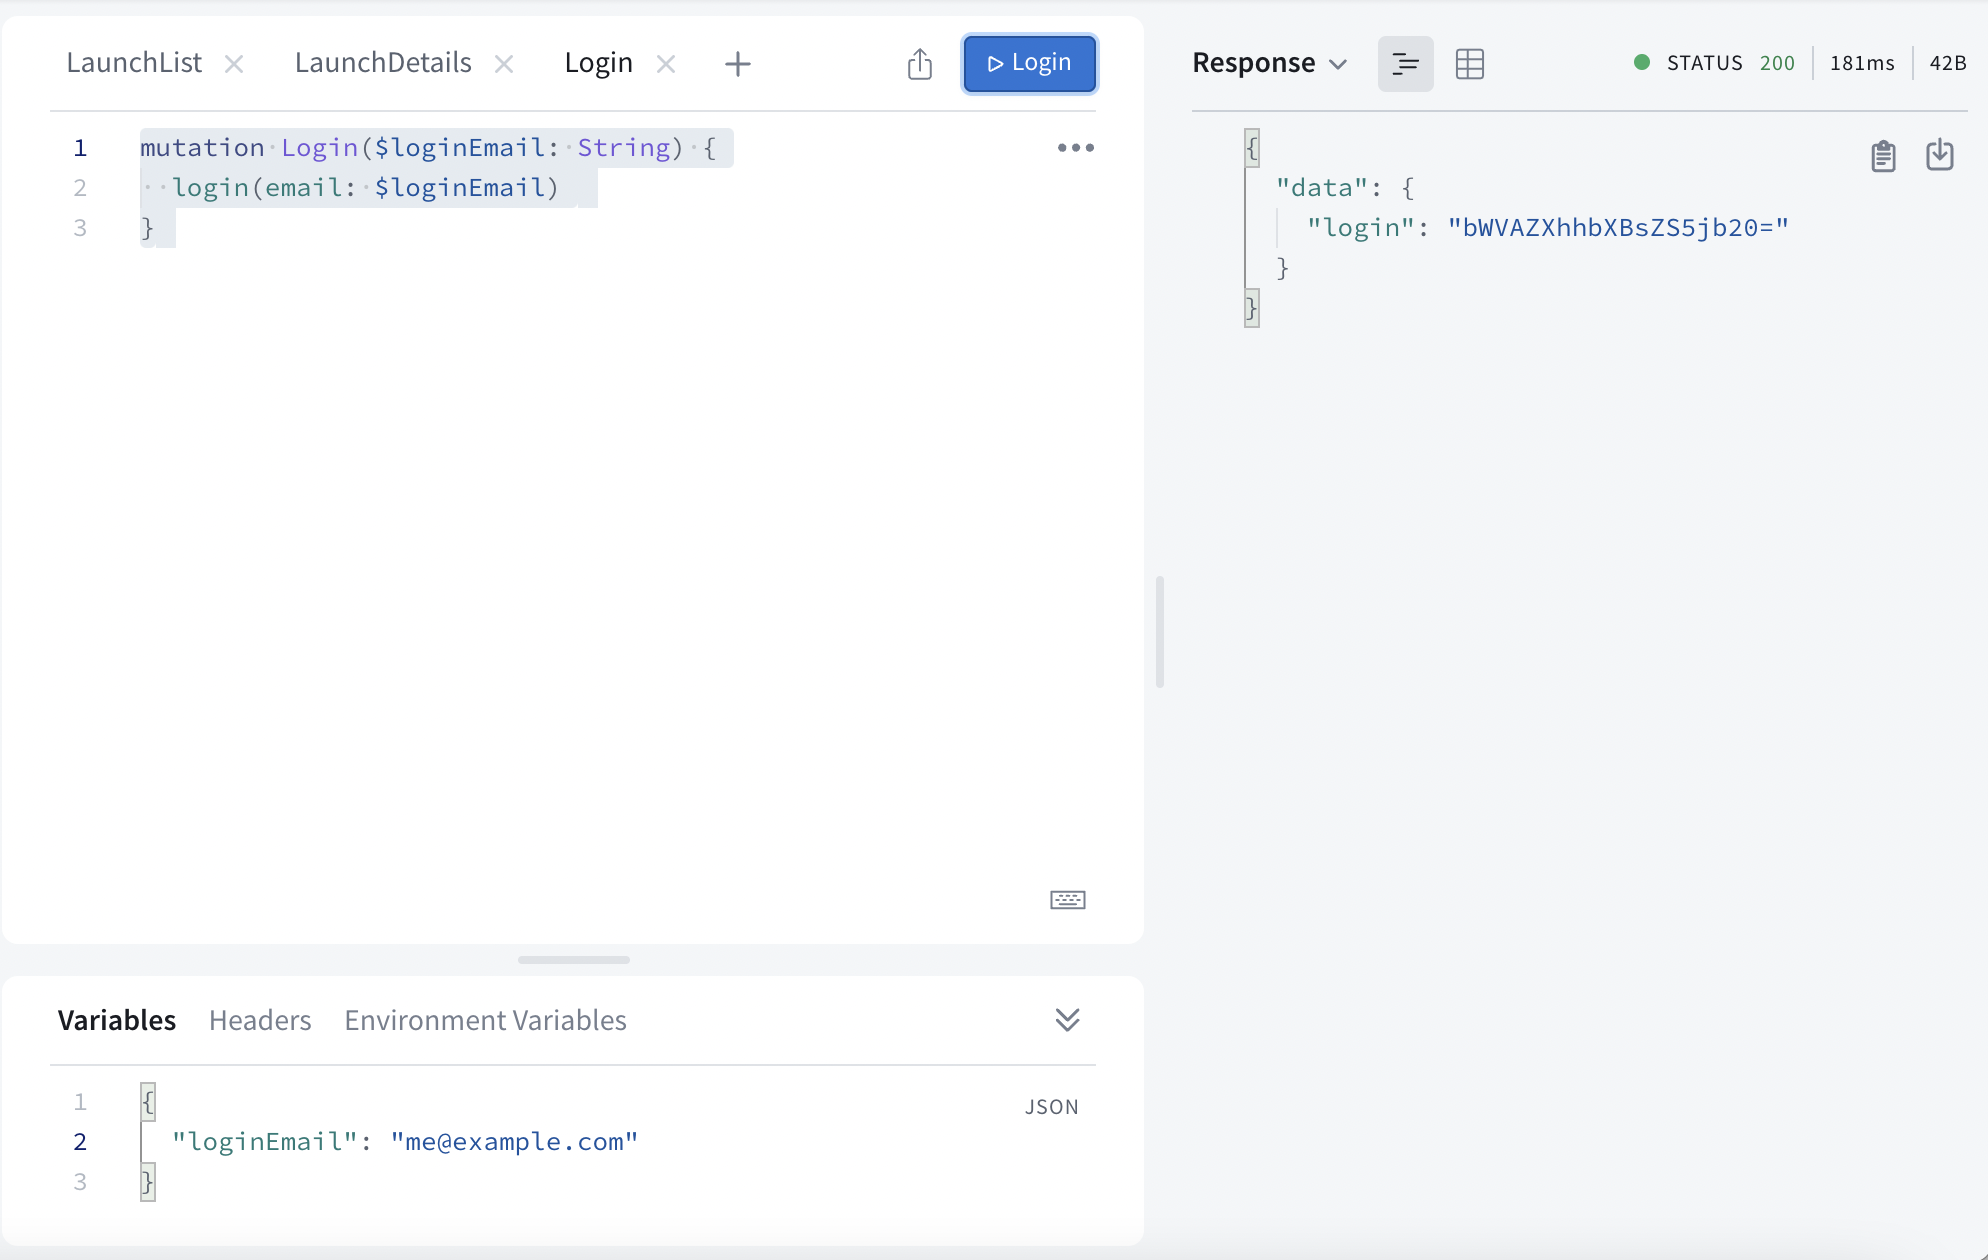 LaunchList LaunchDetails Login Login
1 mutation Login($loginEmail: String) {
2 login(email: $loginEmail)
3 }
Response STATUS 200 181ms 42B
{
"data": {
"login": "bWVAZXhhbXBsZS5jb20="
}
}
Variables Headers Environment Variables
JSON
1 {
2 "loginEmail": "me@example.com"
3 }